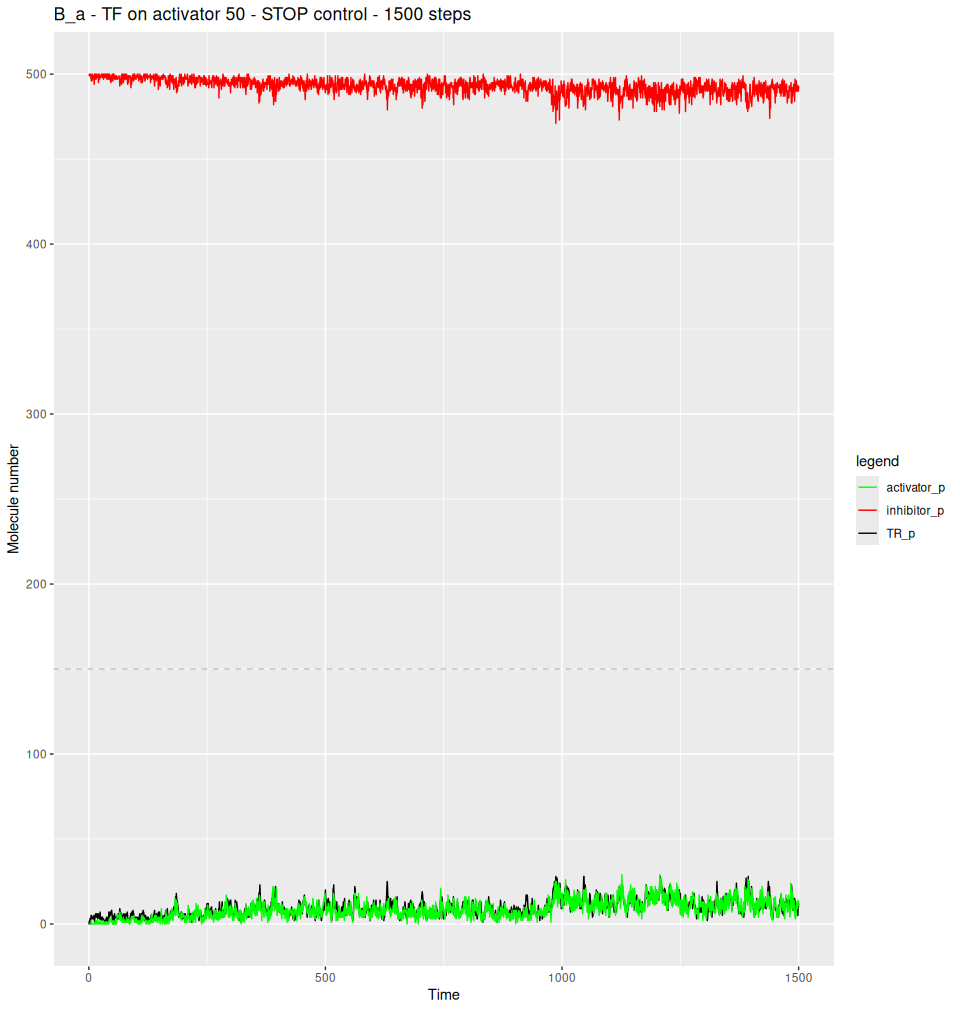 B_a - TF on activator 50 - STOP control - 1500 steps
500
400
300
200
100
0
Molecule number
0 500 1000 1500
Time
legend
activator_p
inhibitor_p
TR_p